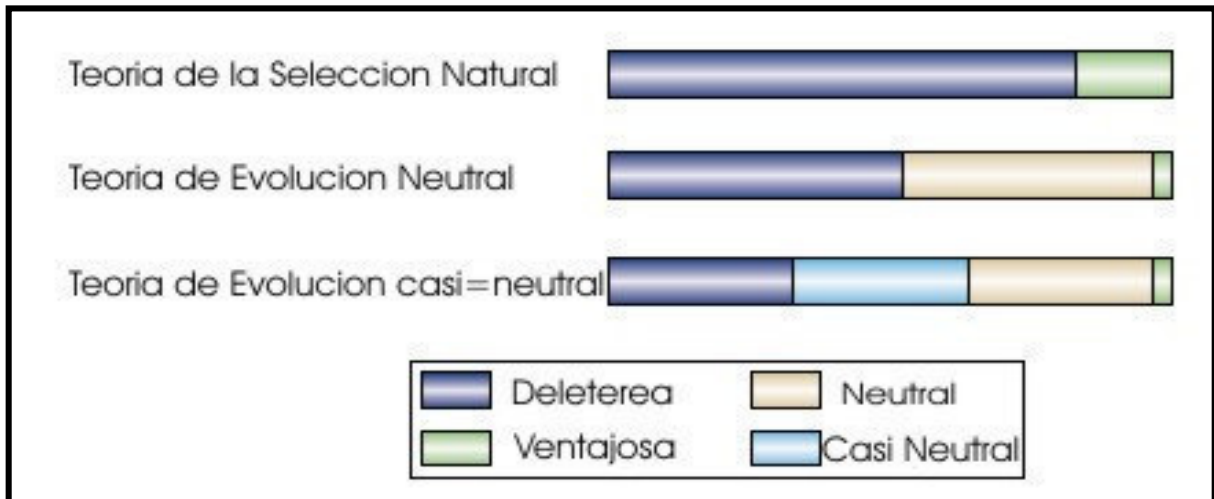 Teoria de la Seleccion Natural
Teoria de Evolucion Neutral
Teoria de Evolucion casi=neutral
Deleterea
Neutral
Ventajosa
Casi Neutral